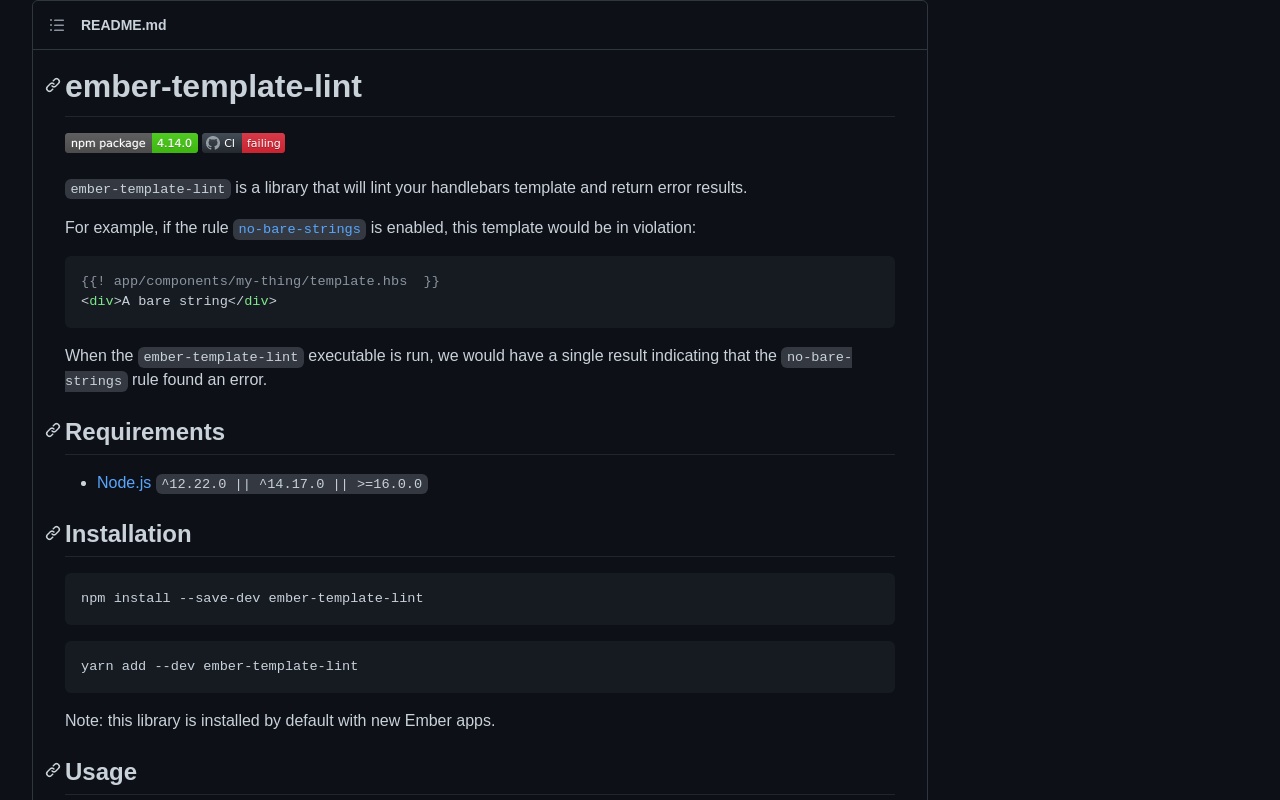 README.md
ember-template-lint
npm package 4.14.0 CI failing
ember-template-lint is a library that will lint your handlebars template and return error results.
For example, if the rule no-bare-strings is enabled, this template would be in violation:
{{! app/components/my-thing/template.hbs  }}
<div>A bare string</div>
When the ember-template-lint executable is run, we would have a single result indicating that the no-bare-
strings rule found an error.
Requirements
• Node.js ^12.22.0 || ^14.17.0 || >=16.0.0
Installation
npm install --save-dev ember-template-lint
yarn add --dev ember-template-lint
Note: this library is installed by default with new Ember apps.
Usage